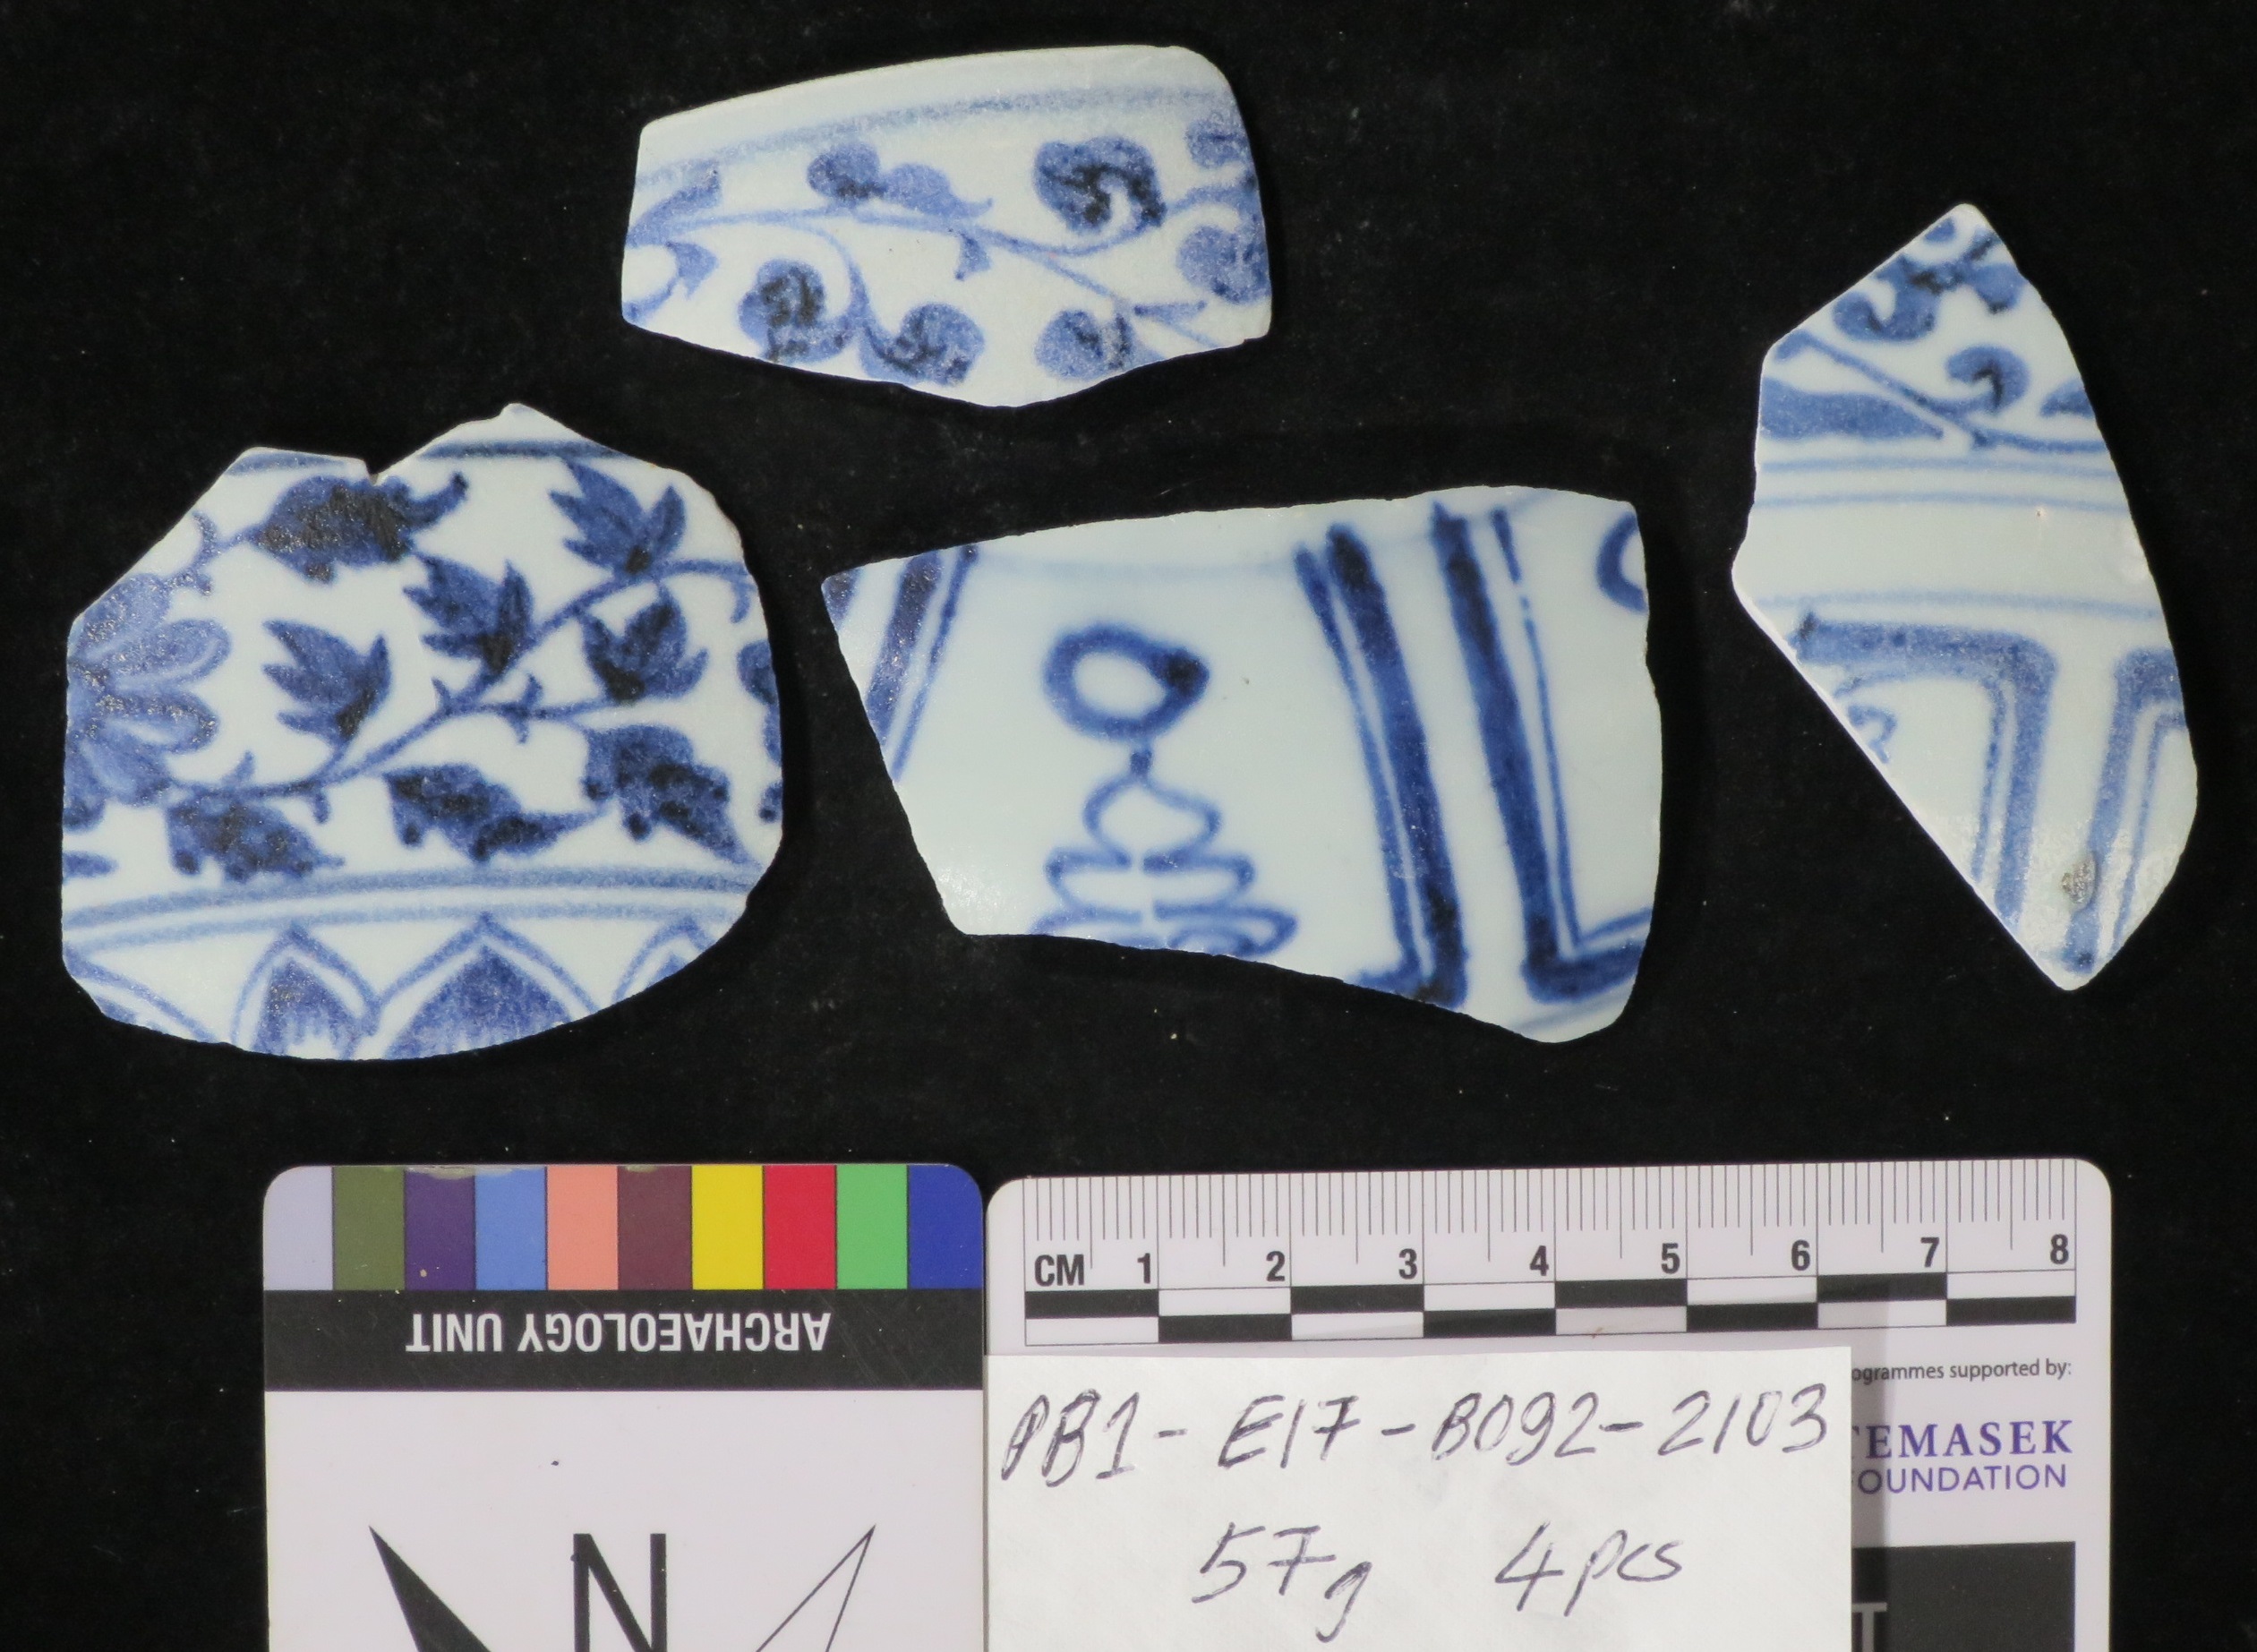 ARCHAEOLOGY UNIT
N
CM 1 2 3 4 5 6 7 8
ogrammes supported by:
TEMASEK
FOUNDATION
PB1-E17-B092-2103
57g 4pcs